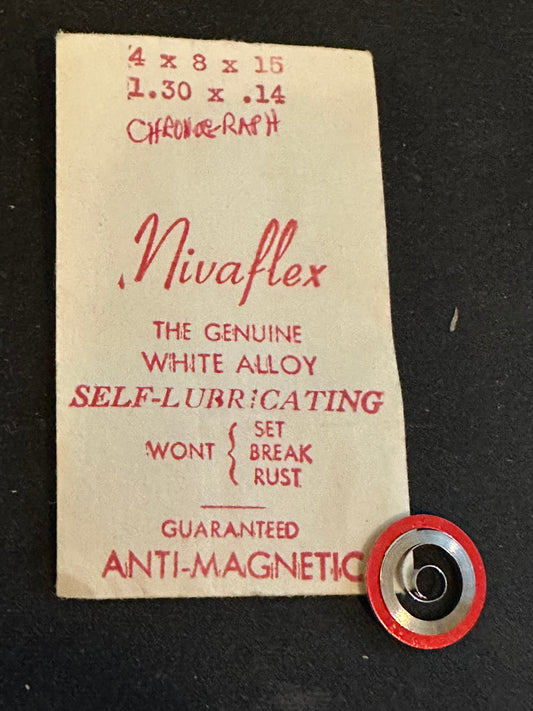 4 x 8 x 15
1.30 x .14
CHRONOGRAPH
Nivaflex
THE GENUINE
WHITE ALLOY
SELF-LUBRICATING
WONT { SET
BREAK
RUST
GUARANTEED
ANTI-MAGNETIC